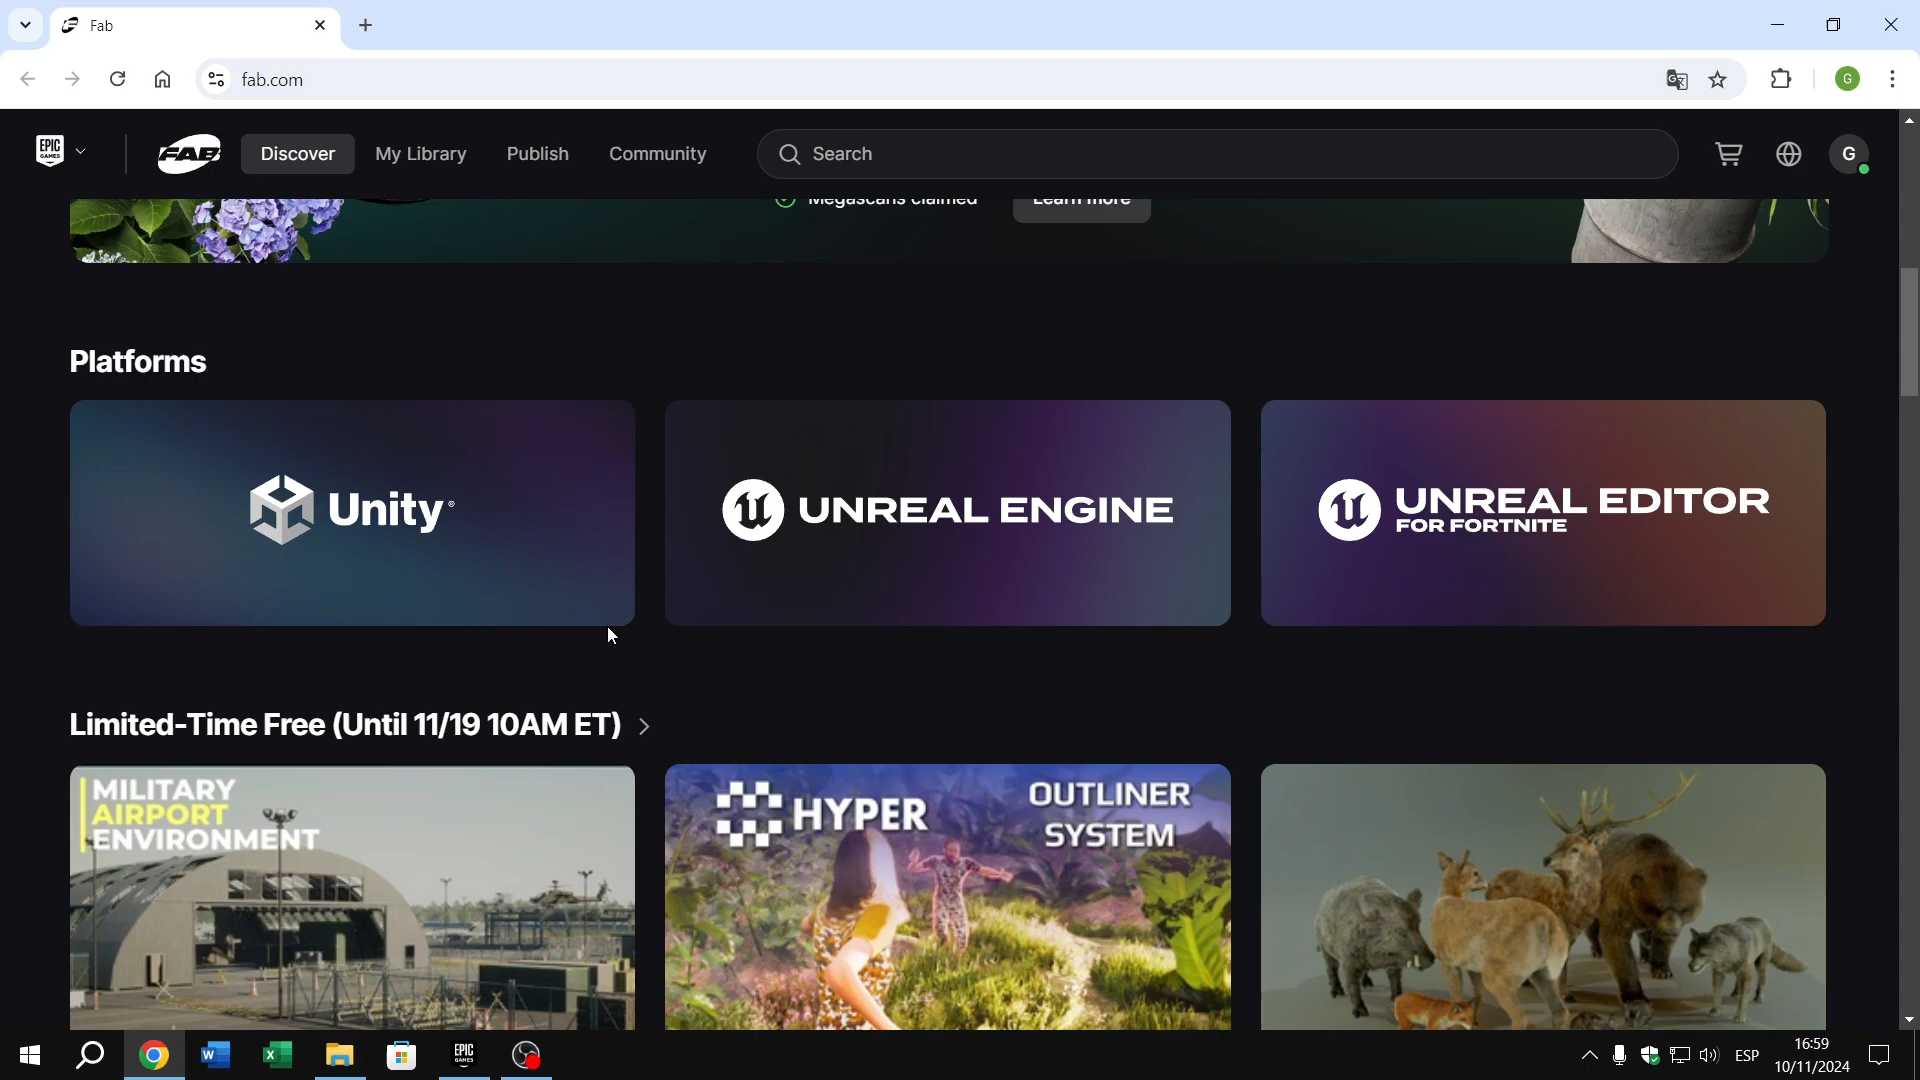 Fab
fab.com
G
EPIC
GAMES
FAB
Discover
My Library
Publish
Community
Search
G
Megascans claimed
Learn more
Platforms
Unity
UNREAL ENGINE
UNREAL EDITOR
FOR FORTNITE
Limited-Time Free (Until 11/19 10AM ET)
MILITARY
AIRPORT
ENVIRONMENT
HYPER
OUTLINER
SYSTEM
EPIC
GAMES
ESP
16:59
10/11/2024